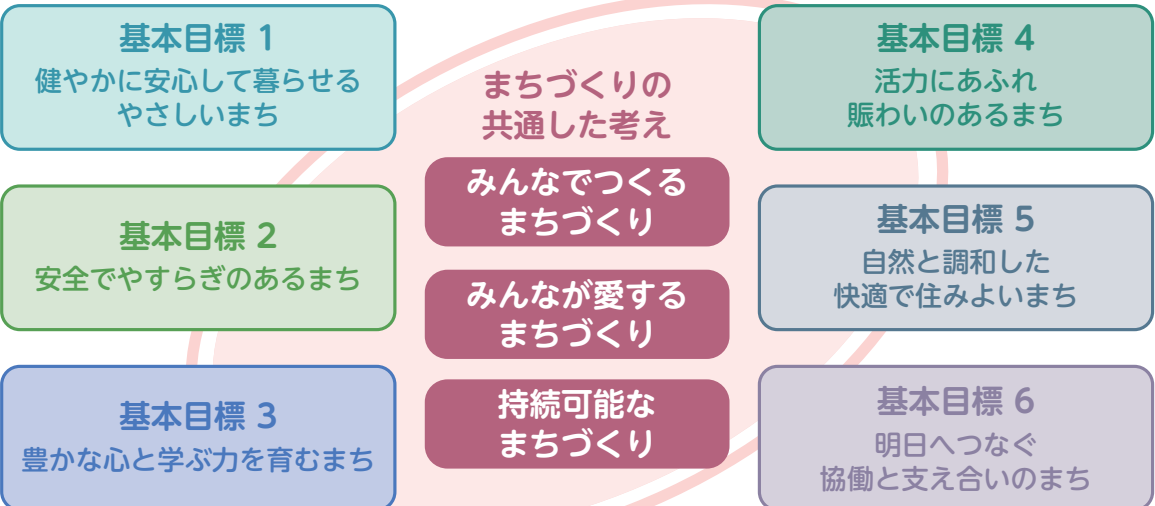 基本目標 1
健やかに安心して暮らせる
やさしいまち
基本目標 2
安全でやすらぎのあるまち
基本目標 3
豊かな心と学ぶ力を育むまち
まちづくりの
共通した考え
みんなでつくる
まちづくり
みんなが愛する
まちづくり
持続可能な
まちづくり
基本目標 4
活力にあふれ
賑わいのあるまち
基本目標 5
自然と調和した
快適で住みよいまち
基本目標 6
明日へつなぐ
協働と支え合いのまち